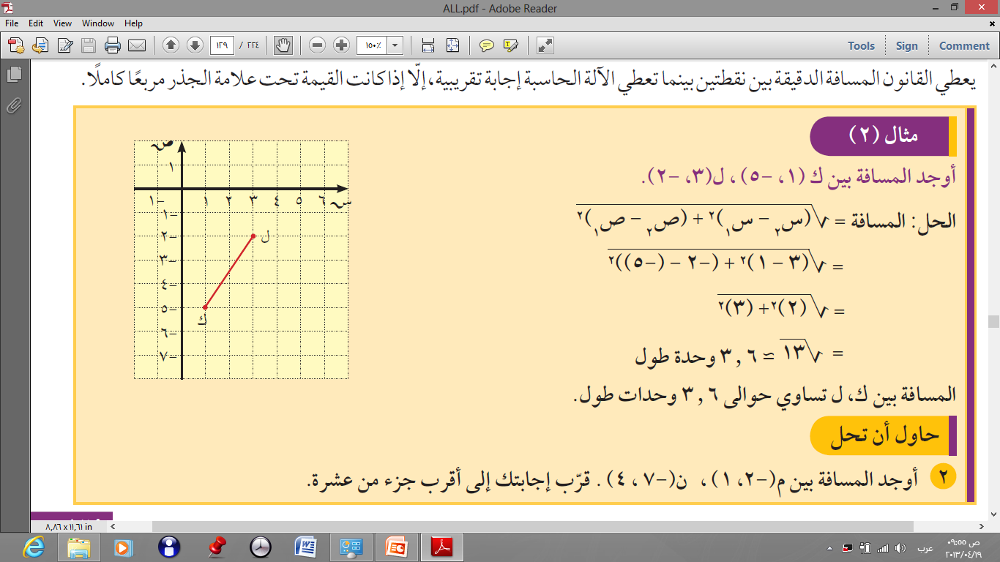 ALL.pdf - Adobe Reader
File Edit View Window Help
١٣٩ / ٢٢٤ ١٥٠٪ Tools Sign Comment
يعطي القانون المسافة الدقيقة بين نقطتين بينما تعطي الآلة الحاسبة إجابة تقريبية، إلّا إذا كانت القيمة تحت علامة الجذر مربعًا كاملًا.
مثال (٢)
أوجد المسافة بين ك (١، -٥)، ل(٣، -٢).
الحل: المسافة = √(س٢ - س١)٢ + (ص٢ - ص١)٢
= √(٣ - ١)٢ + (-٢ - (-٥))٢
= √(٢)٢ + (٣)٢
= √١٣ ≃ ٣,٦ وحدة طول
المسافة بين ك، ل تساوي حوالى ٣,٦ وحدات طول.
ص
١
-١ ١ ٢ ٣ ٤ ٥ ٦ س
-١
-٢ ل
-٣
-٤
-٥
ك
-٦
-٧
حاول أن تحل
٢ أوجد المسافة بين م(-٢، ١)، ن(-٧، ٤). قرّب إجابتك إلى أقرب جزء من عشرة.
٨,٨٦ x ١١,٦١ in
عرب
٠٩:٥٥ ص
٢٠١٣/٠٤/١٩